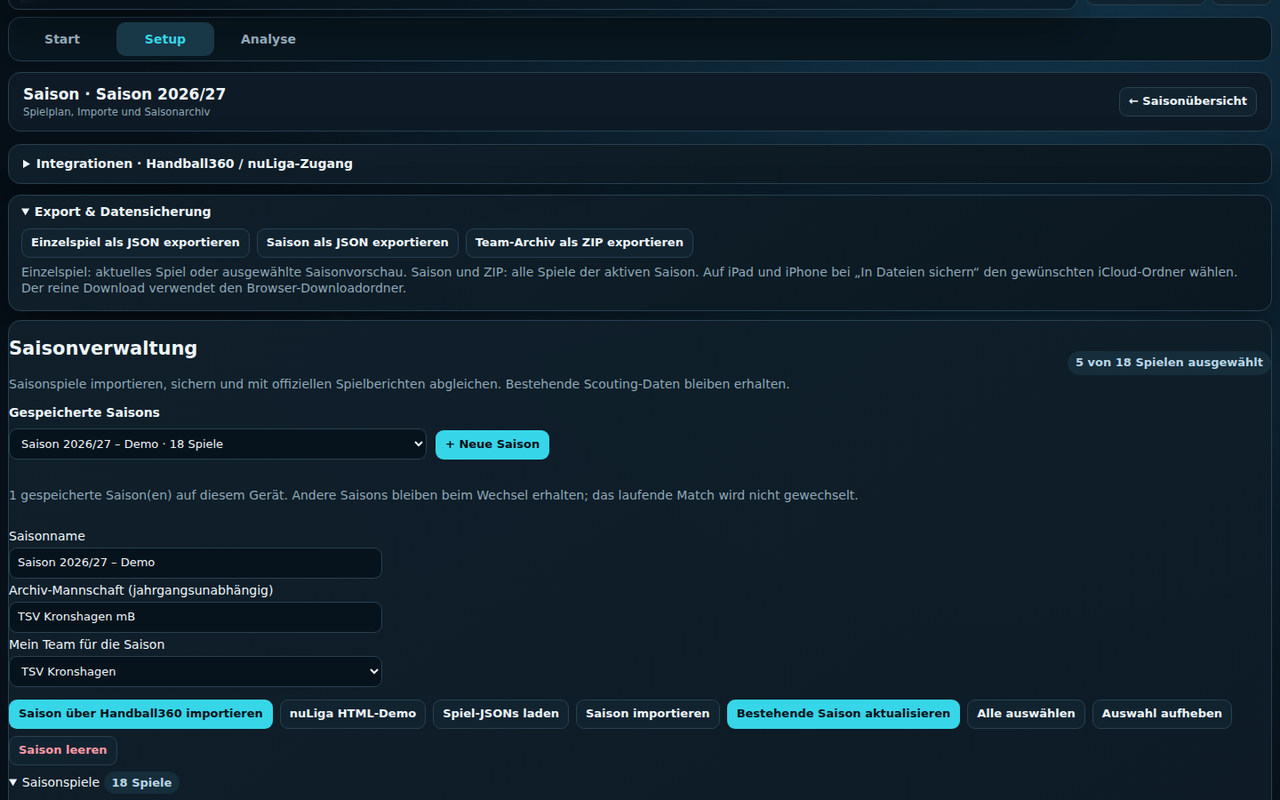 Start Setup Analyse
Saison · Saison 2026/27
Spielplan, Importe und Saisonarchiv
← Saisonübersicht
▶ Integrationen · Handball360 / nuLiga-Zugang
▼ Export & Datensicherung
Einzelspiel als JSON exportieren Saison als JSON exportieren Team-Archiv als ZIP exportieren
Einzelspiel: aktuelles Spiel oder ausgewählte Saisonvorschau. Saison und ZIP: alle Spiele der aktiven Saison. Auf iPad und iPhone bei „In Dateien sichern“ den gewünschten iCloud-Ordner wählen.
Der reine Download verwendet den Browser-Downloadordner.
Saisonverwaltung
5 von 18 Spielen ausgewählt
Saisonspiele importieren, sichern und mit offiziellen Spielberichten abgleichen. Bestehende Scouting-Daten bleiben erhalten.
Gespeicherte Saisons
Saison 2026/27 – Demo · 18 Spiele + Neue Saison
1 gespeicherte Saison(en) auf diesem Gerät. Andere Saisons bleiben beim Wechsel erhalten; das laufende Match wird nicht gewechselt.
Saisonname
Saison 2026/27 – Demo
Archiv-Mannschaft (jahrgangsunabhängig)
TSV Kronshagen mB
Mein Team für die Saison
TSV Kronshagen
Saison über Handball360 importieren nuLiga HTML-Demo Spiel-JSONs laden Saison importieren Bestehende Saison aktualisieren Alle auswählen Auswahl aufheben
Saison leeren
▼ Saisonspiele 18 Spiele